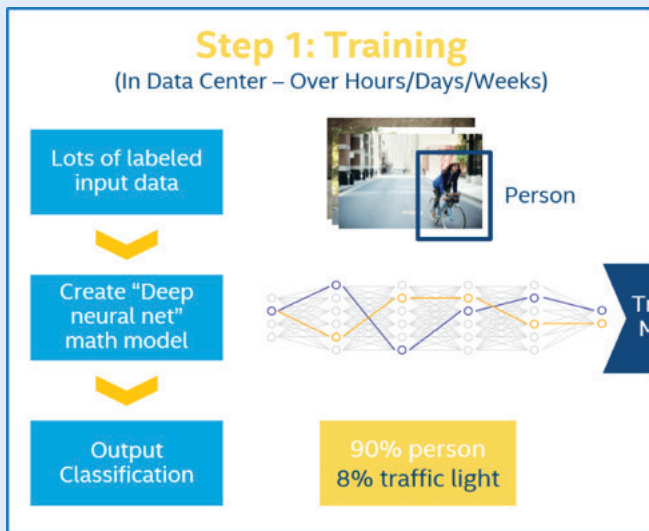 Step 1: Training
(In Data Center – Over Hours/Days/Weeks)
Lots of labeled
input data
Person
Create “Deep
neural net”
math model
Output
Classification
90% person
8% traffic light